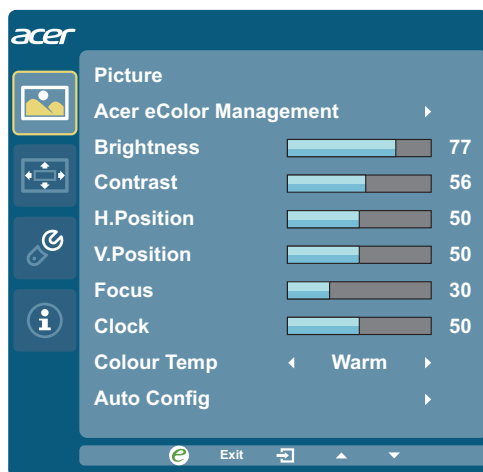 acer
Picture
Acer eColor Management
Brightness 77
Contrast 56
H.Position 50
V.Position 50
Focus 30
Clock 50
Colour Temp Warm
Auto Config
e Exit